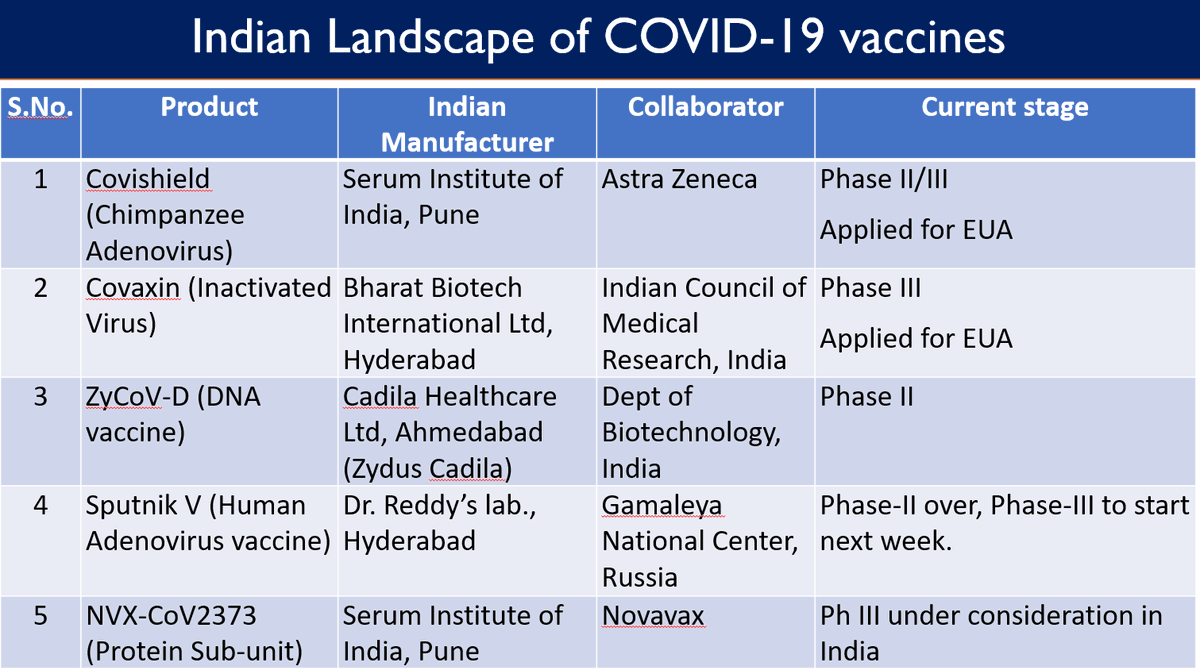 Indian Landscape of COVID-19 vaccines
S.No.
Product
Indian
Manufacturer
Collaborator
Current stage
1
Covishield
(Chimpanzee
Adenovirus)
Serum Institute of
India, Pune
Astra Zeneca
Phase II/III
Applied for EUA
2
Covaxin (Inactivated
Virus)
Bharat Biotech
International Ltd,
Hyderabad
Indian Council of
Medical
Research, India
Phase III
Applied for EUA
3
ZyCoV-D (DNA
vaccine)
Cadila Healthcare
Ltd, Ahmedabad
(Zydus Cadila)
Dept of
Biotechnology,
India
Phase II
4
Sputnik V (Human
Adenovirus vaccine)
Dr. Reddy’s lab.,
Hyderabad
Gamaleya
National Center,
Russia
Phase-II over, Phase-III to start
next week.
5
NVX-CoV2373
(Protein Sub-unit)
Serum Institute of
India, Pune
Novavax
Ph III under consideration in
India